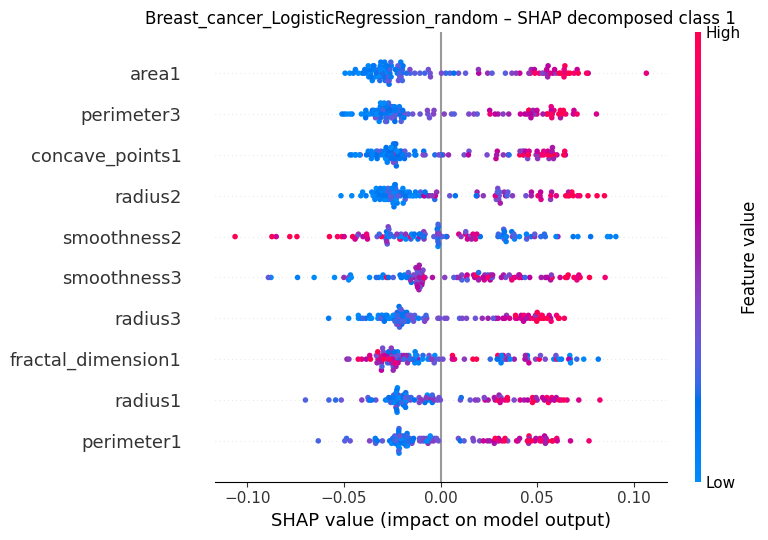 Breast_cancer_LogisticRegression_random – SHAP decomposed class 1
High
area1
perimeter3
concave_points1
radius2
smoothness2
smoothness3
radius3
fractal_dimension1
radius1
perimeter1
Feature value
Low
−0.10 −0.05 0.00 0.05 0.10
SHAP value (impact on model output)